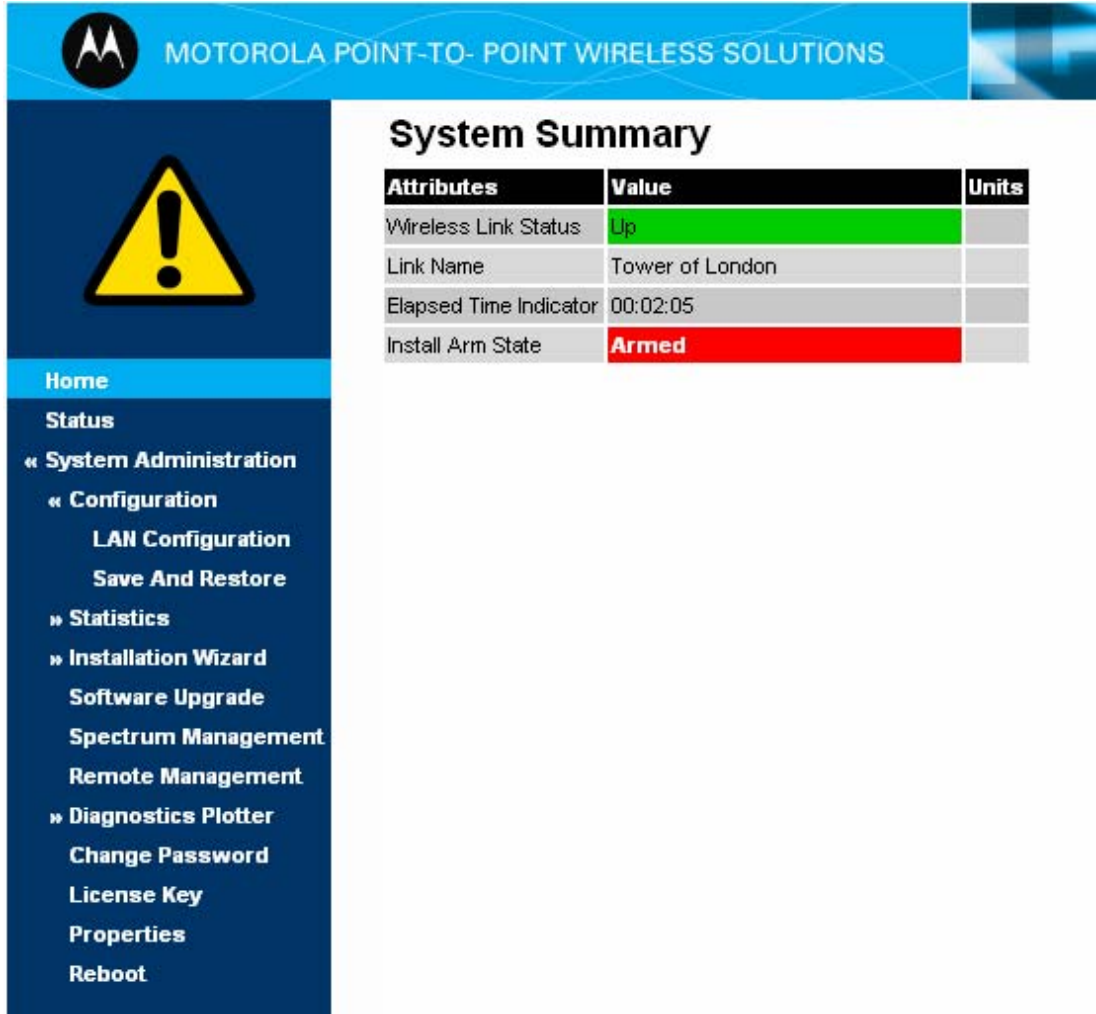 MOTOROLA POINT-TO- POINT WIRELESS SOLUTIONS
System Summary
Attributes Value Units
Wireless Link Status Up
Link Name Tower of London
Elapsed Time Indicator 00:02:05
Install Arm State Armed
Home
Status
« System Administration
« Configuration
LAN Configuration
Save And Restore
» Statistics
» Installation Wizard
Software Upgrade
Spectrum Management
Remote Management
» Diagnostics Plotter
Change Password
License Key
Properties
Reboot